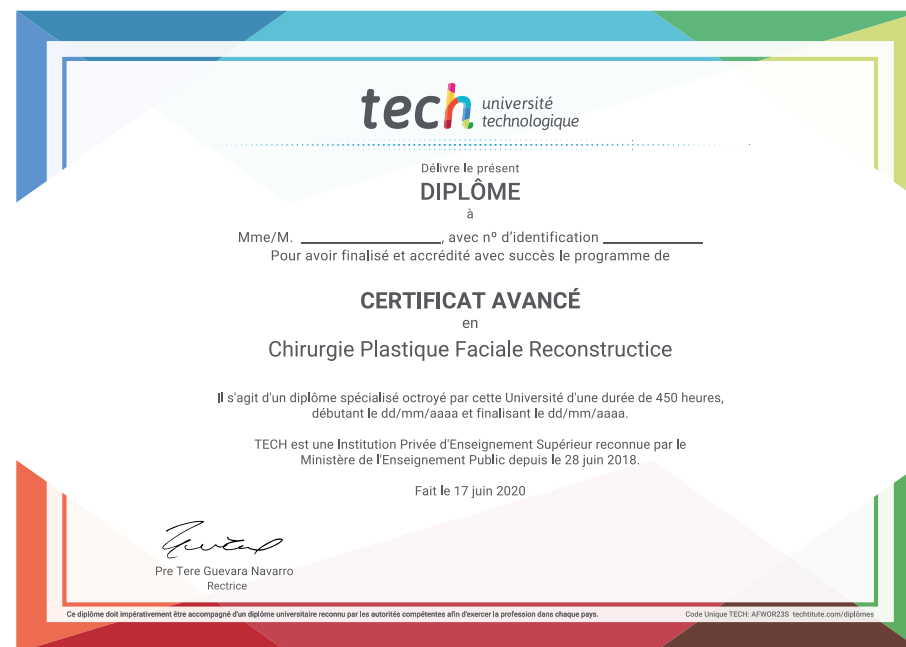 tech université
technologique
Délivre le présent
DIPLÔME
à
Mme/M. ____________________, avec nº d'identification ______________
Pour avoir finalisé et accrédité avec succès le programme de
CERTIFICAT AVANCÉ
en
Chirurgie Plastique Faciale Reconstructice
Il s'agit d'un diplôme spécialisé octroyé par cette Université d'une durée de 450 heures,
débutant le dd/mm/aaaa et finalisant le dd/mm/aaaa.
TECH est une Institution Privée d'Enseignement Supérieur reconnue par le
Ministère de l'Enseignement Public depuis le 28 juin 2018.
Fait le 17 juin 2020
Pre Tere Guevara Navarro
Rectrice
Ce diplôme doit impérativement être accompagné d'un diplôme universitaire reconnu par les autorités compétentes afin d'exercer la profession dans chaque pays.
Code Unique TECH: AFWOR23S techtitute.com/diplômes